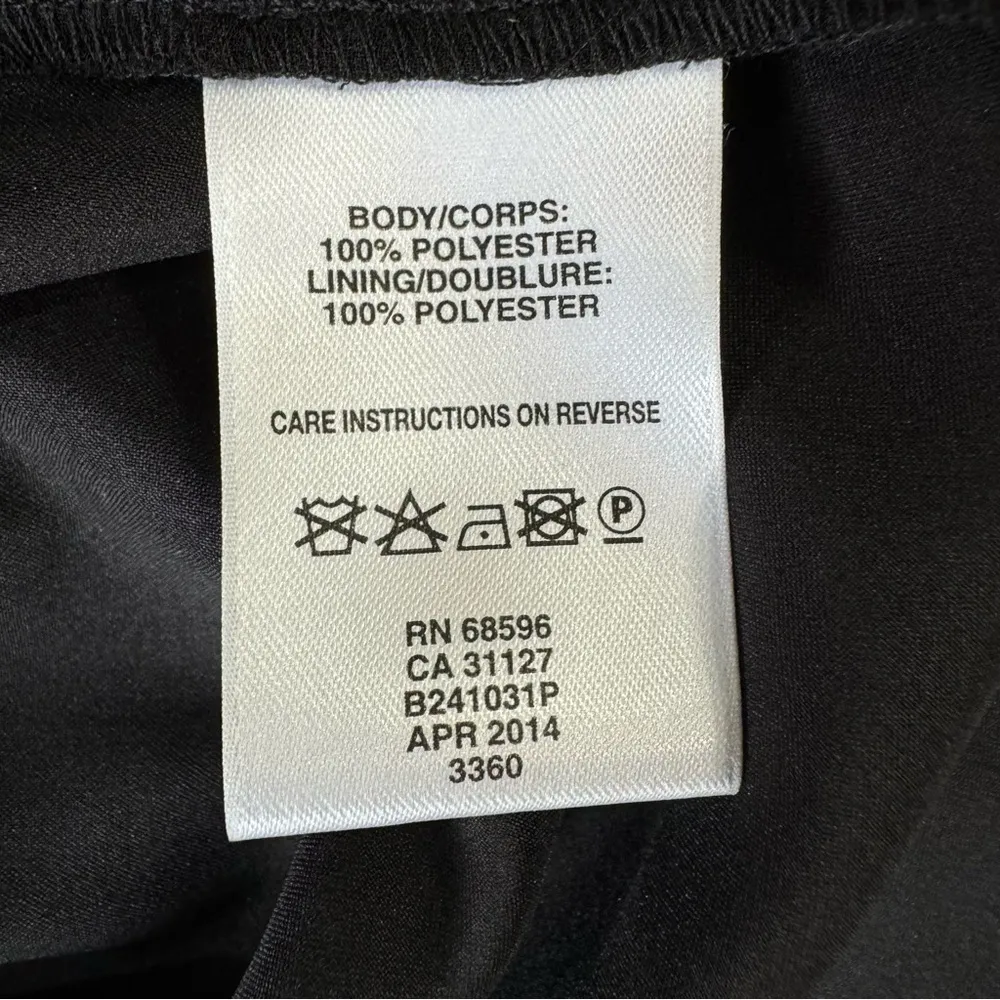 BODY/CORPS:
100% POLYESTER
LINING/DOUBLURE:
100% POLYESTER
CARE INSTRUCTIONS ON REVERSE
P
RN 68596
CA 31127
B241031P
APR 2014
3360